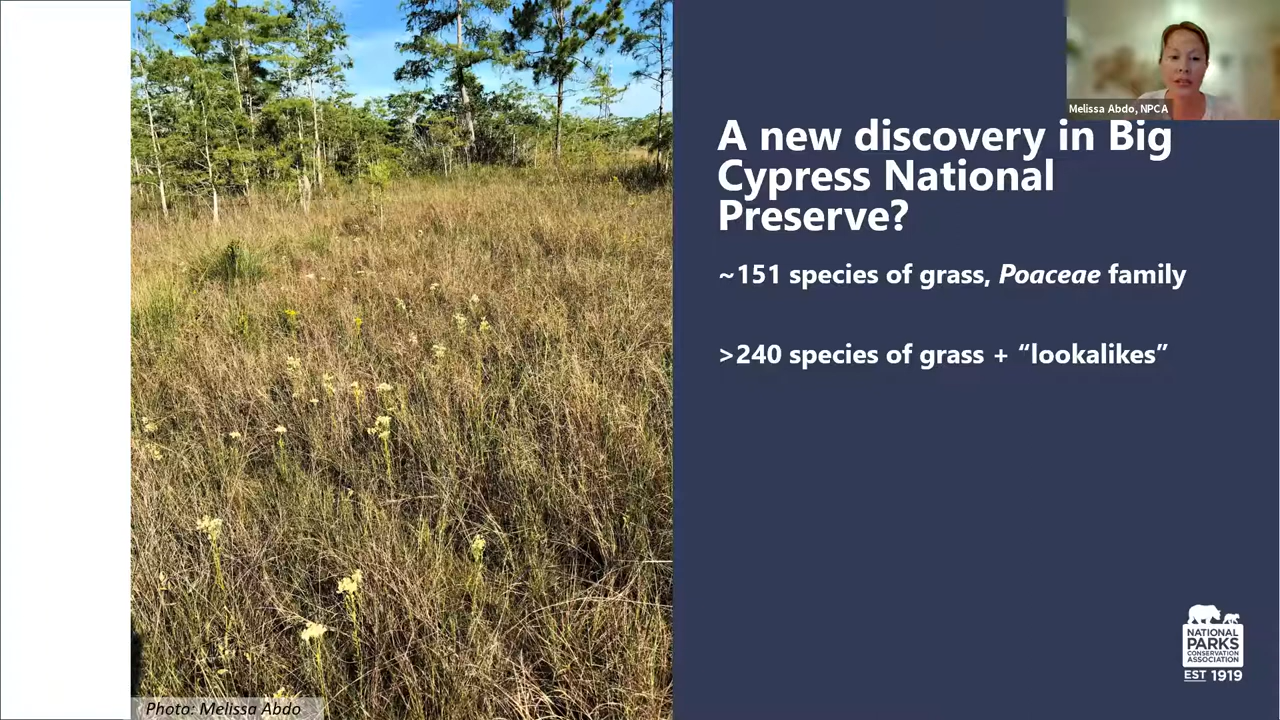 Melissa Abdo, NPCA
A new discovery in Big
Cypress National
Preserve?
~151 species of grass, Poaceae family
>240 species of grass + “lookalikes”
NATIONAL
PARKS
CONSERVATION
ASSOCIATION
EST 1919
Photo: Melissa Abdo